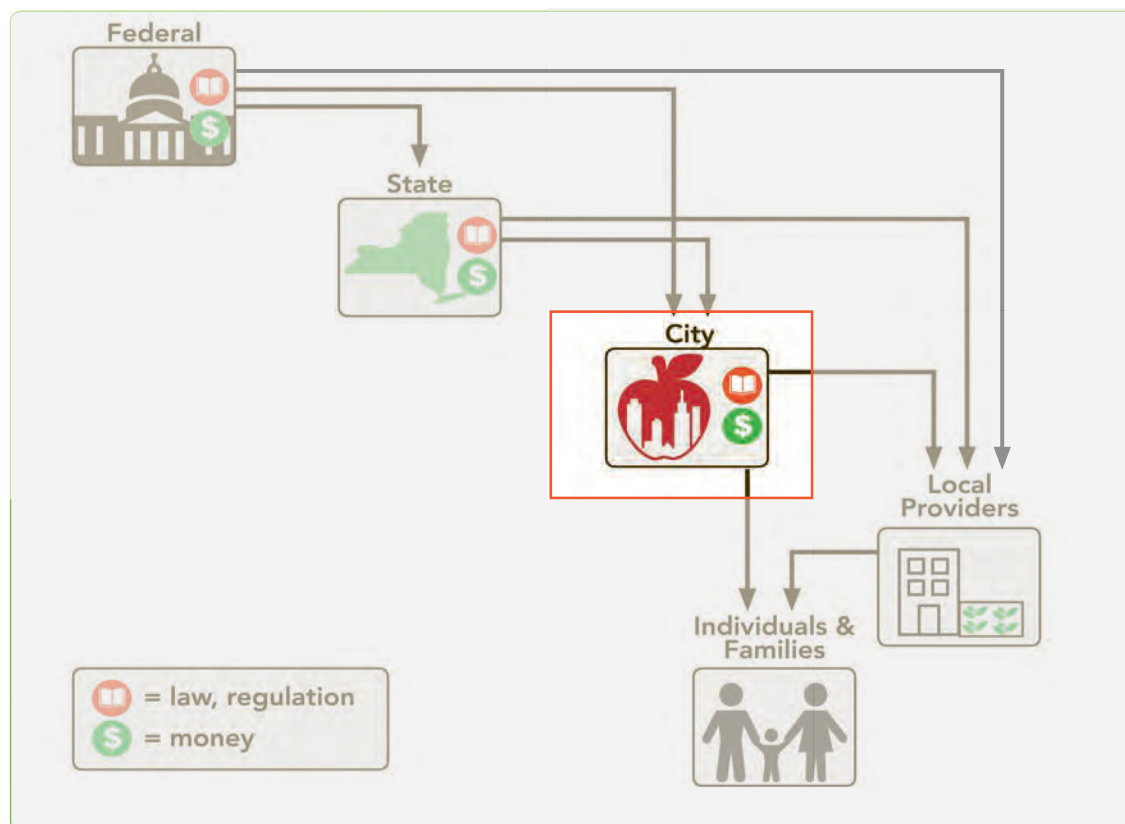 Federal
State
City
Local
Providers
Individuals &
Families
= law, regulation
$ = money